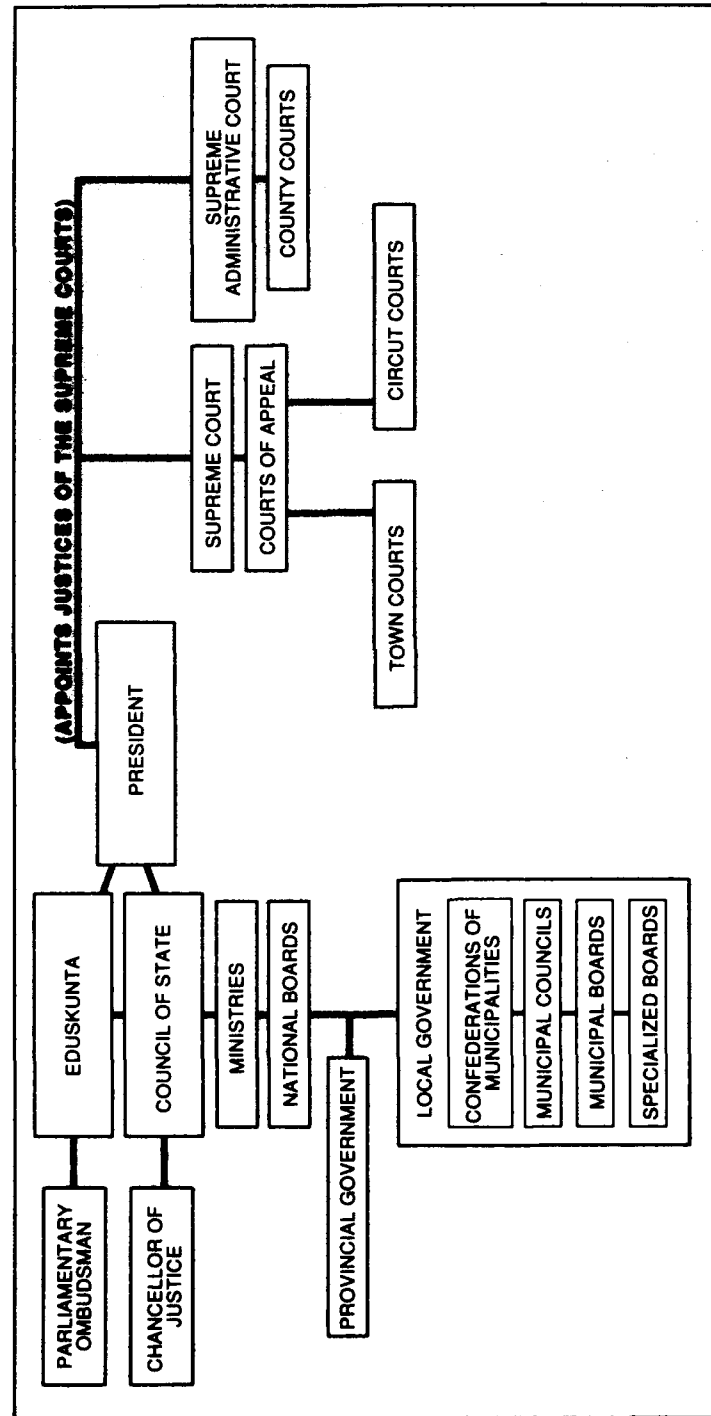 (APPOINTS JUSTICES OF THE SUPREME COURTS)
PARLIAMENTARY
OMBUDSMAN
EDUSKUNTA
PRESIDENT
CHANCELLOR OF
JUSTICE
COUNCIL OF STATE
MINISTRIES
NATIONAL BOARDS
PROVINCIAL GOVERNMENT
LOCAL GOVERNMENT
CONFEDERATIONS OF
MUNICIPALITIES
MUNICIPAL COUNCILS
MUNICIPAL BOARDS
SPECIALIZED BOARDS
SUPREME COURT
COURTS OF APPEAL
TOWN COURTS
CIRCUT COURTS
SUPREME
ADMINISTRATIVE COURT
COUNTY COURTS